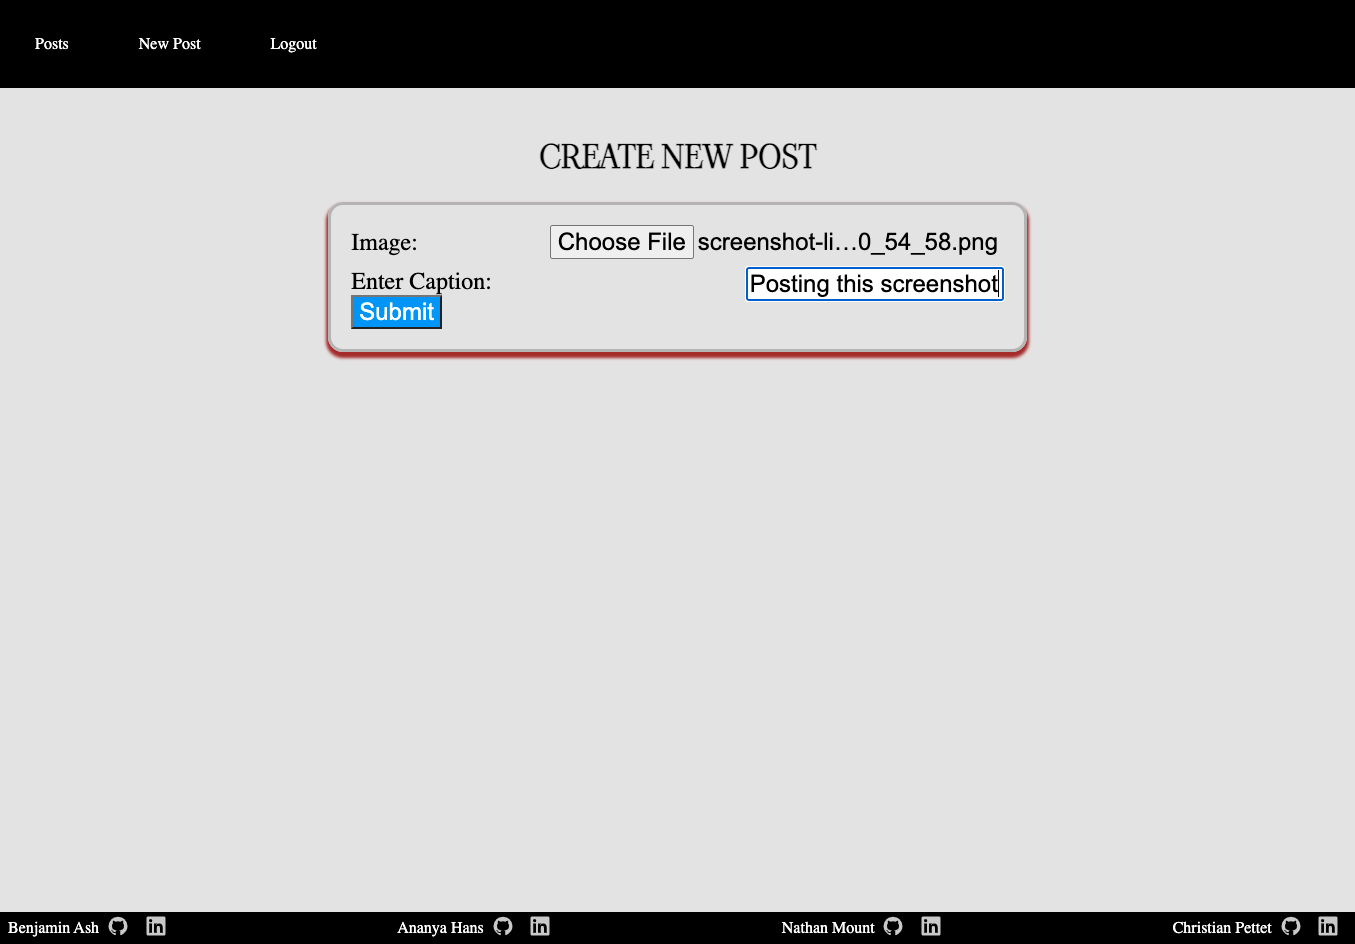 Posts New Post Logout
CREATE NEW POST
Image: Choose File screenshot-li…0_54_58.png
Enter Caption: Posting this screenshot
Submit
Benjamin Ash Ananya Hans Nathan Mount Christian Pettet